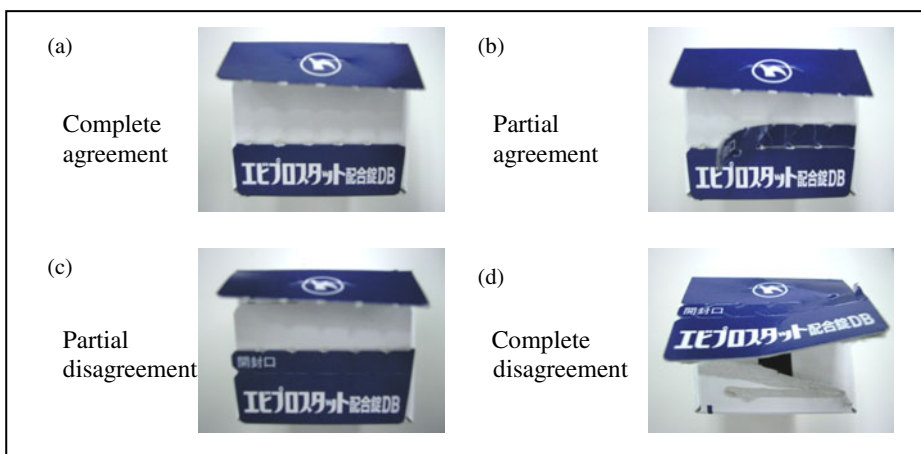 (a)
Complete
agreement
エビプロスタット配合錠DB
(b)
Partial
agreement
エビプロスタット配合錠DB
(c)
Partial
disagreement
開封口
エビプロスタット配合錠DB
(d)
Complete
disagreement
開封口
エビプロスタット配合錠DB